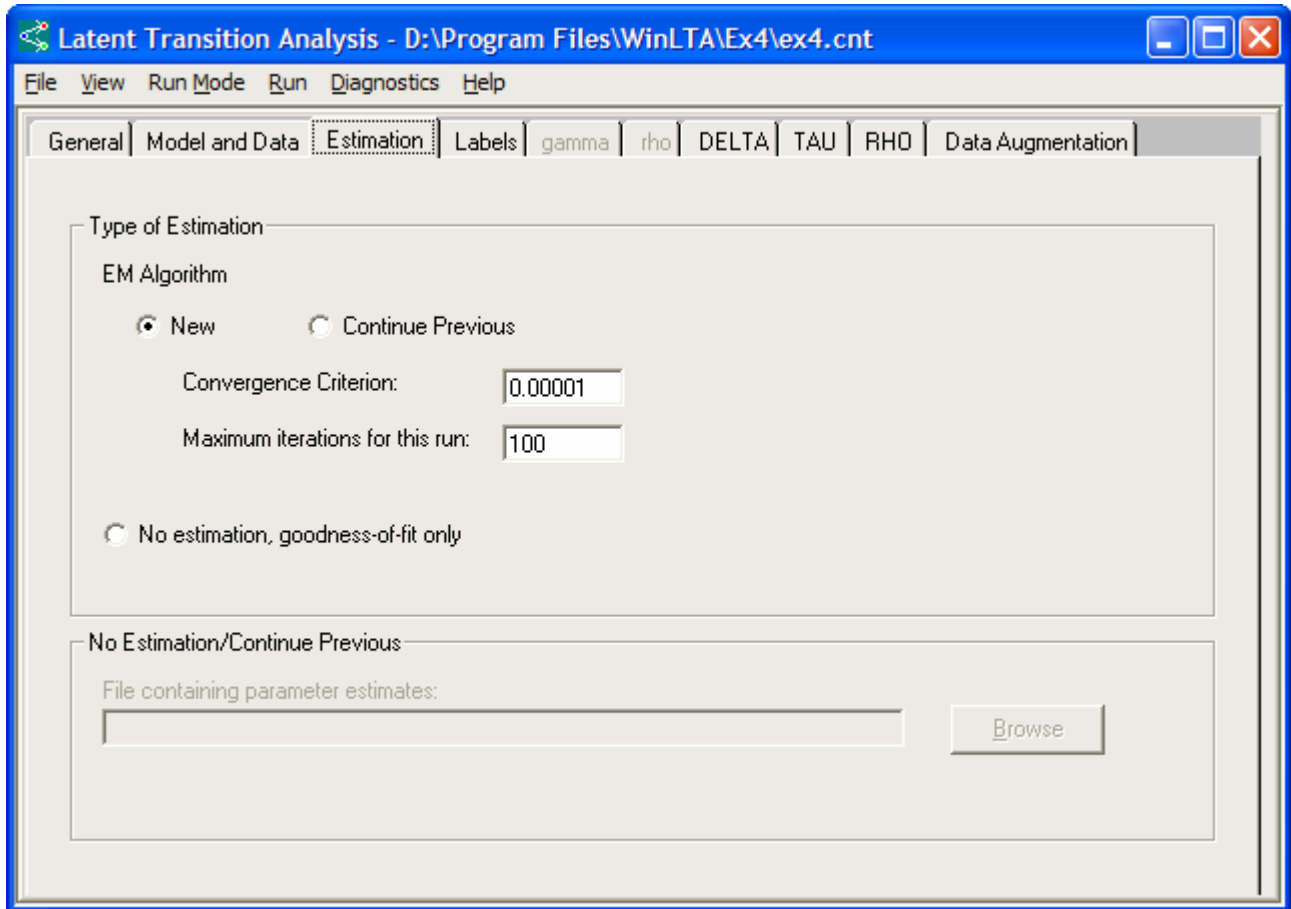 Latent Transition Analysis - D:\Program Files\WinLTA\Ex4\ex4.cnt
File View Run Mode Run Diagnostics Help
General Model and Data Estimation Labels gamma rho DELTA TAU RHO Data Augmentation
Type of Estimation
EM Algorithm
New Continue Previous
Convergence Criterion: 0.00001
Maximum iterations for this run: 100
No estimation, goodness-of-fit only
No Estimation/Continue Previous
File containing parameter estimates:
Browse